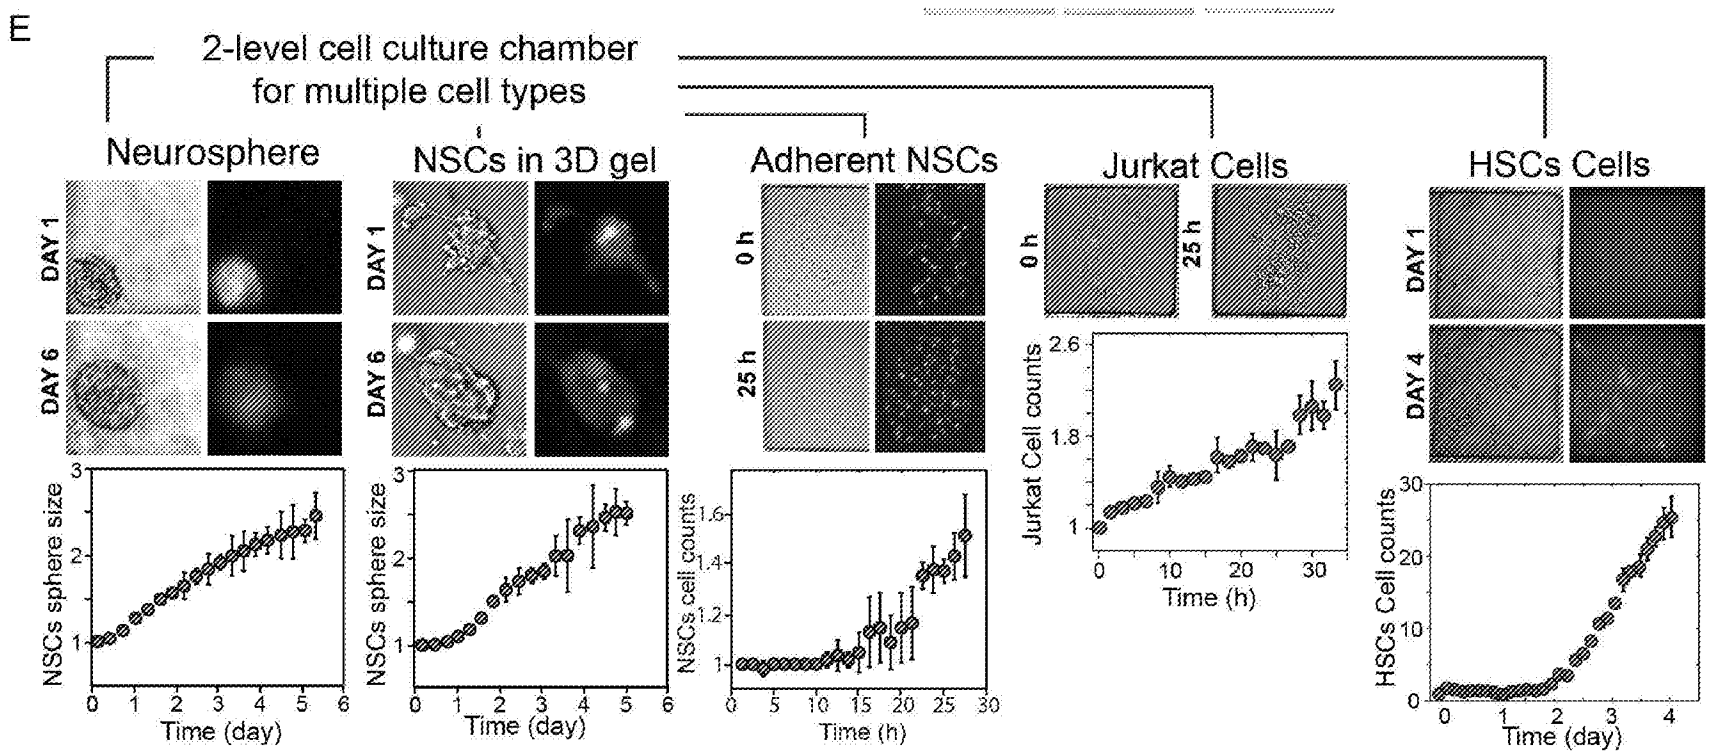 E
2-level cell culture chamber
for multiple cell types
Neurosphere
NSCs in 3D gel
Adherent NSCs
Jurkat Cells
HSCs Cells
DAY 1
DAY 6
DAY 1
DAY 6
0 h
25 h
0 h
25 h
DAY 1
DAY 4
NSCs sphere size
3
2
1
0 1 2 3 4 5 6
Time (day)
NSCs sphere size
3
2
1
0 1 2 3 4 5 6
Time (day)
NSCs cell counts
1.6
1.4
1.2
1
0 5 10 15 20 25 30
Time (h)
Jurkat Cell counts
2.6
1.8
1
0 10 20 30
Time (h)
HSCs Cell counts
30
20
10
0
0 1 2 3 4
Time (day)